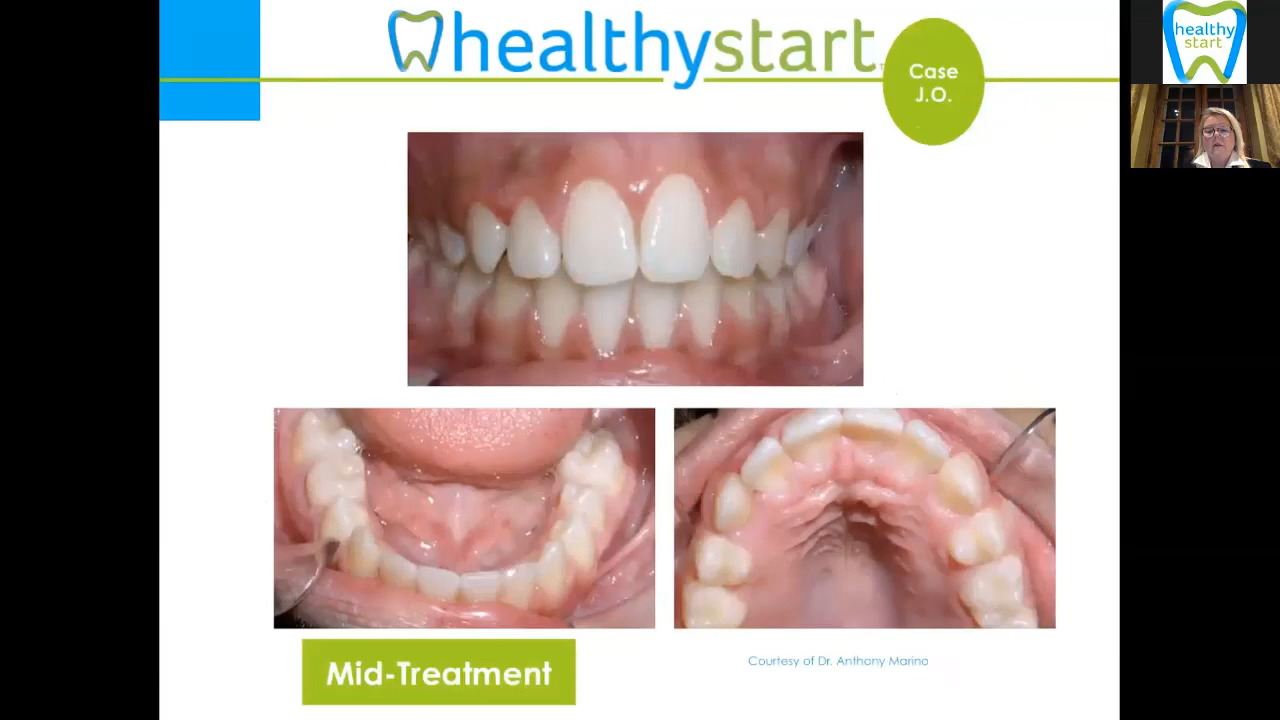 healthystart
Case
J.O.
Mid-Treatment
Courtesy of Dr. Anthony Marino
healthy
start